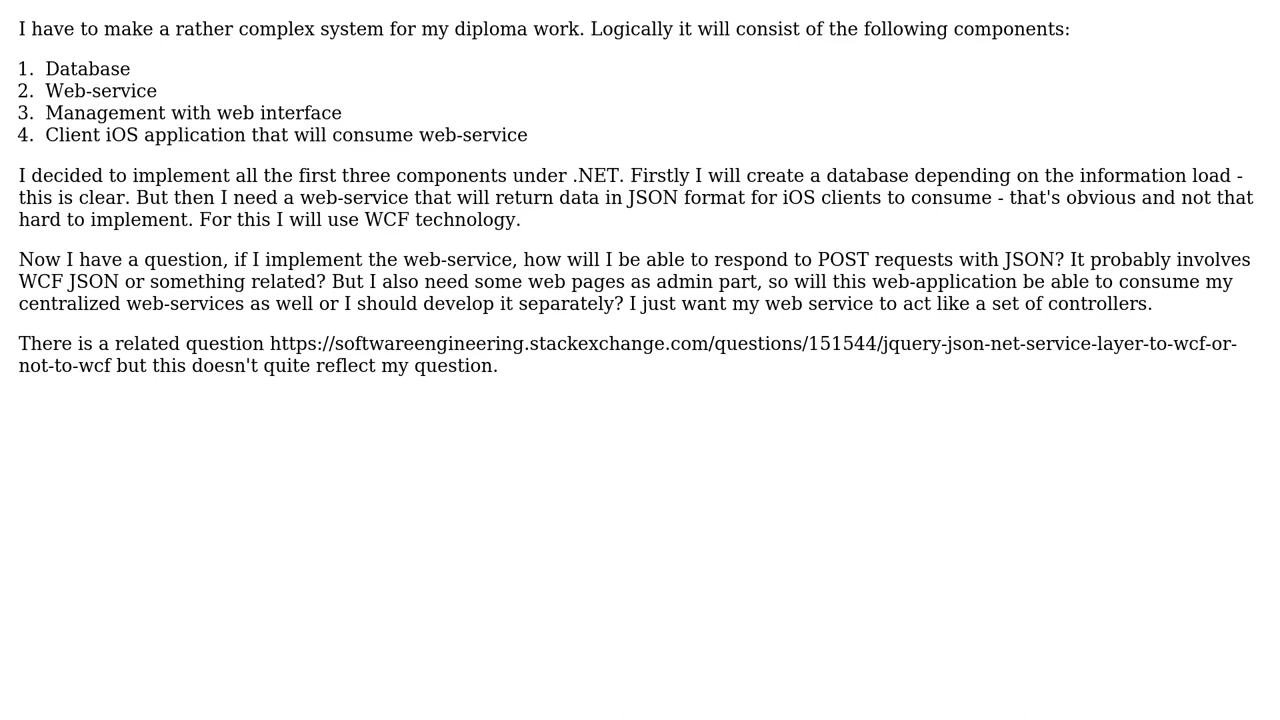 I have to make a rather complex system for my diploma work. Logically it will consist of the following components:
1. Database
2. Web-service
3. Management with web interface
4. Client iOS application that will consume web-service
I decided to implement all the first three components under .NET. Firstly I will create a database depending on the information load -
this is clear. But then I need a web-service that will return data in JSON format for iOS clients to consume - that's obvious and not that
hard to implement. For this I will use WCF technology.
Now I have a question, if I implement the web-service, how will I be able to respond to POST requests with JSON? It probably involves
WCF JSON or something related? But I also need some web pages as admin part, so will this web-application be able to consume my
centralized web-services as well or I should develop it separately? I just want my web service to act like a set of controllers.
There is a related question https://softwareengineering.stackexchange.com/questions/151544/jquery-json-net-service-layer-to-wcf-or-
not-to-wcf but this doesn't quite reflect my question.